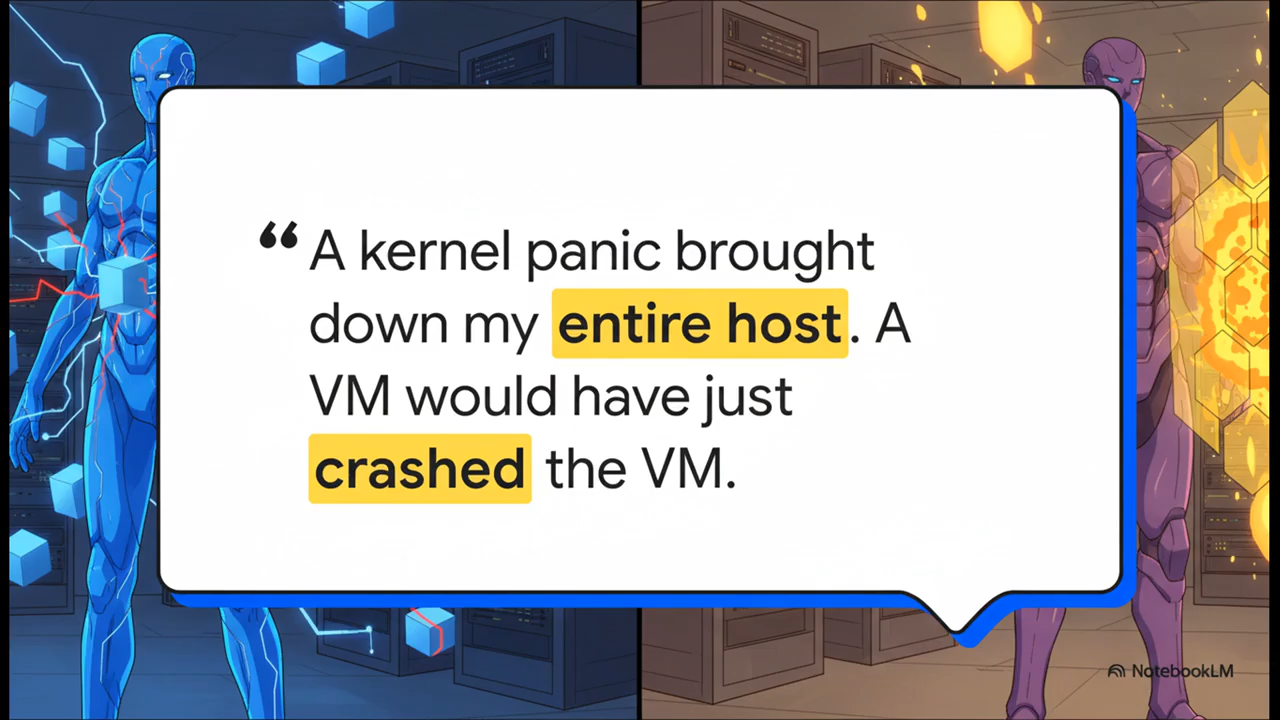 “A kernel panic brought
down my entire host. A
VM would have just
crashed the VM.
NotebookLM